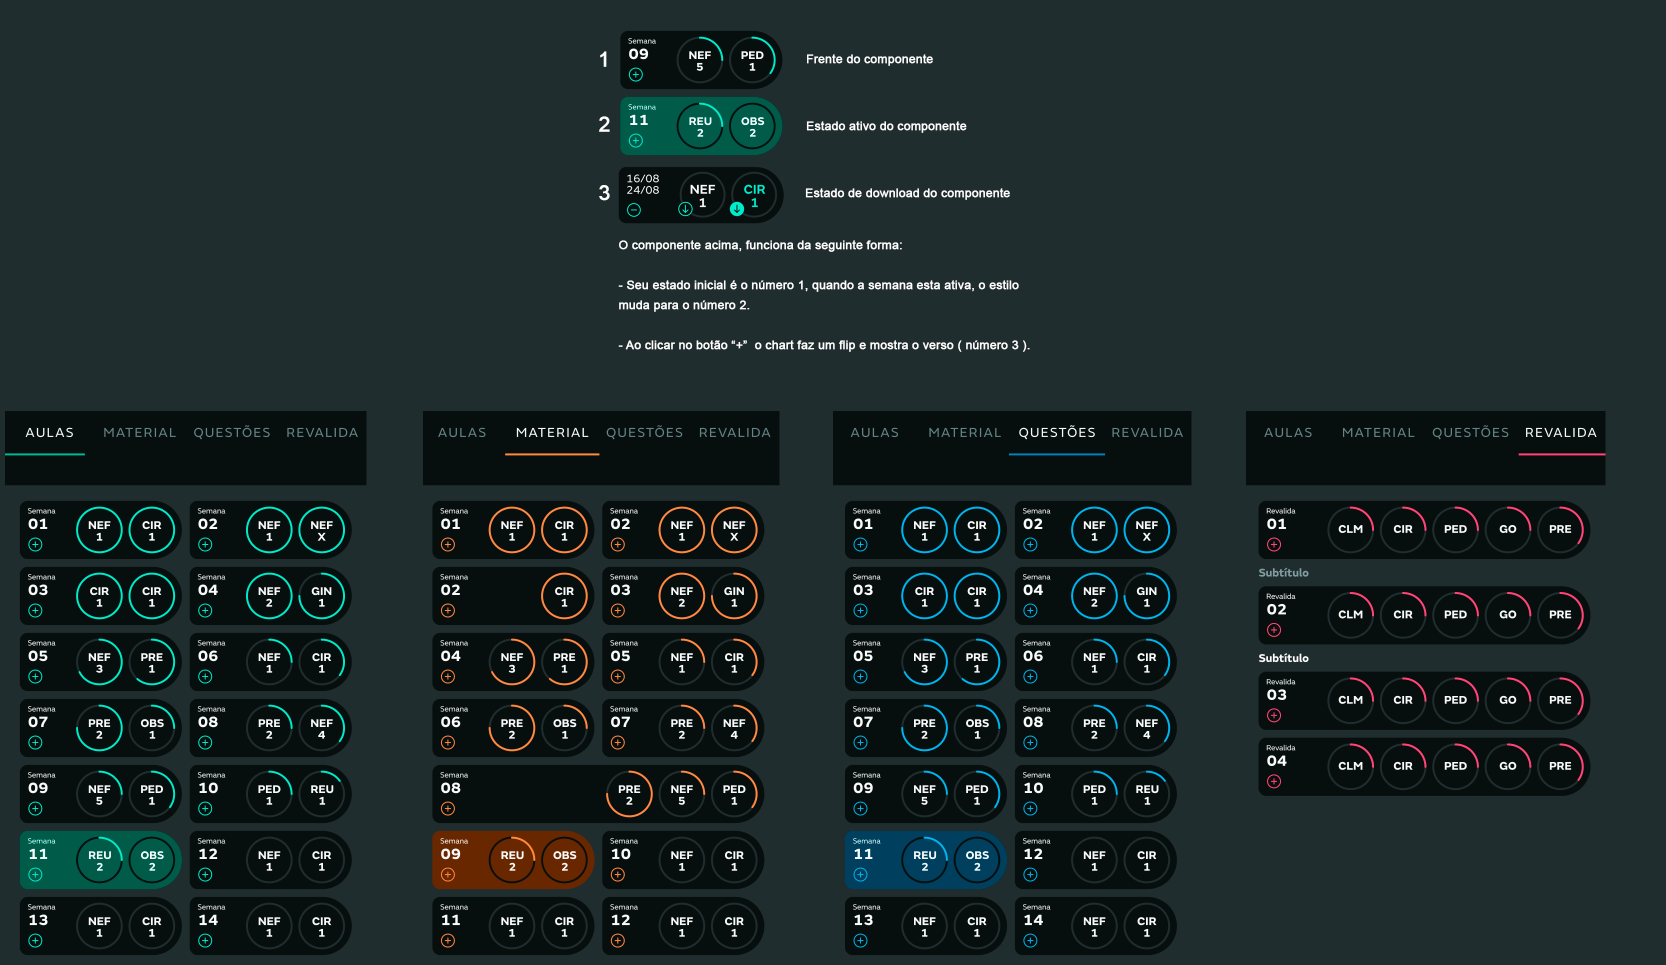 1
Semana
09
NEF
5
PED
1
Frente do componente
2
Semana
11
REU
2
OBS
2
Estado ativo do componente
3
16/08
24/08
NEF
1
CIR
1
Estado de download do componente
O componente acima, funciona da seguinte forma:
- Seu estado inicial é o número 1, quando a semana esta ativa, o estilo
muda para o número 2.
- Ao clicar no botão “+” o chart faz um flip e mostra o verso ( número 3 ).
AULAS MATERIAL QUESTÕES REVALIDA
Semana
01
NEF
1
CIR
1
Semana
02
NEF
1
NEF
X
Semana
03
CIR
1
CIR
1
Semana
04
NEF
2
GIN
1
Semana
05
NEF
3
PRE
1
Semana
06
NEF
1
CIR
1
Semana
07
PRE
2
OBS
1
Semana
08
PRE
2
NEF
4
Semana
09
NEF
5
PED
1
Semana
10
PED
1
REU
1
Semana
11
REU
2
OBS
2
Semana
12
NEF
1
CIR
1
Semana
13
NEF
1
CIR
1
Semana
14
NEF
1
CIR
1
AULAS MATERIAL QUESTÕES REVALIDA
Semana
01
NEF
1
CIR
1
Semana
02
NEF
1
NEF
X
Semana
02
CIR
1
Semana
03
NEF
2
GIN
1
Semana
04
NEF
3
PRE
1
Semana
05
NEF
1
CIR
1
Semana
06
PRE
2
OBS
1
Semana
07
PRE
2
NEF
4
Semana
08
PRE
2
NEF
5
PED
1
Semana
09
REU
2
OBS
2
Semana
10
NEF
1
CIR
1
Semana
11
NEF
1
CIR
1
Semana
12
NEF
1
CIR
1
AULAS MATERIAL QUESTÕES REVALIDA
Semana
01
NEF
1
CIR
1
Semana
02
NEF
1
NEF
X
Semana
03
CIR
1
CIR
1
Semana
04
NEF
2
GIN
1
Semana
05
NEF
3
PRE
1
Semana
06
NEF
1
CIR
1
Semana
07
PRE
2
OBS
1
Semana
08
PRE
2
NEF
4
Semana
09
NEF
5
PED
1
Semana
10
PED
1
REU
1
Semana
11
REU
2
OBS
2
Semana
12
NEF
1
CIR
1
Semana
13
NEF
1
CIR
1
Semana
14
NEF
1
CIR
1
AULAS MATERIAL QUESTÕES REVALIDA
Revalida
01
CLM CIR PED GO PRE
Subtítulo
Revalida
02
CLM CIR PED GO PRE
Subtítulo
Revalida
03
CLM CIR PED GO PRE
Revalida
04
CLM CIR PED GO PRE